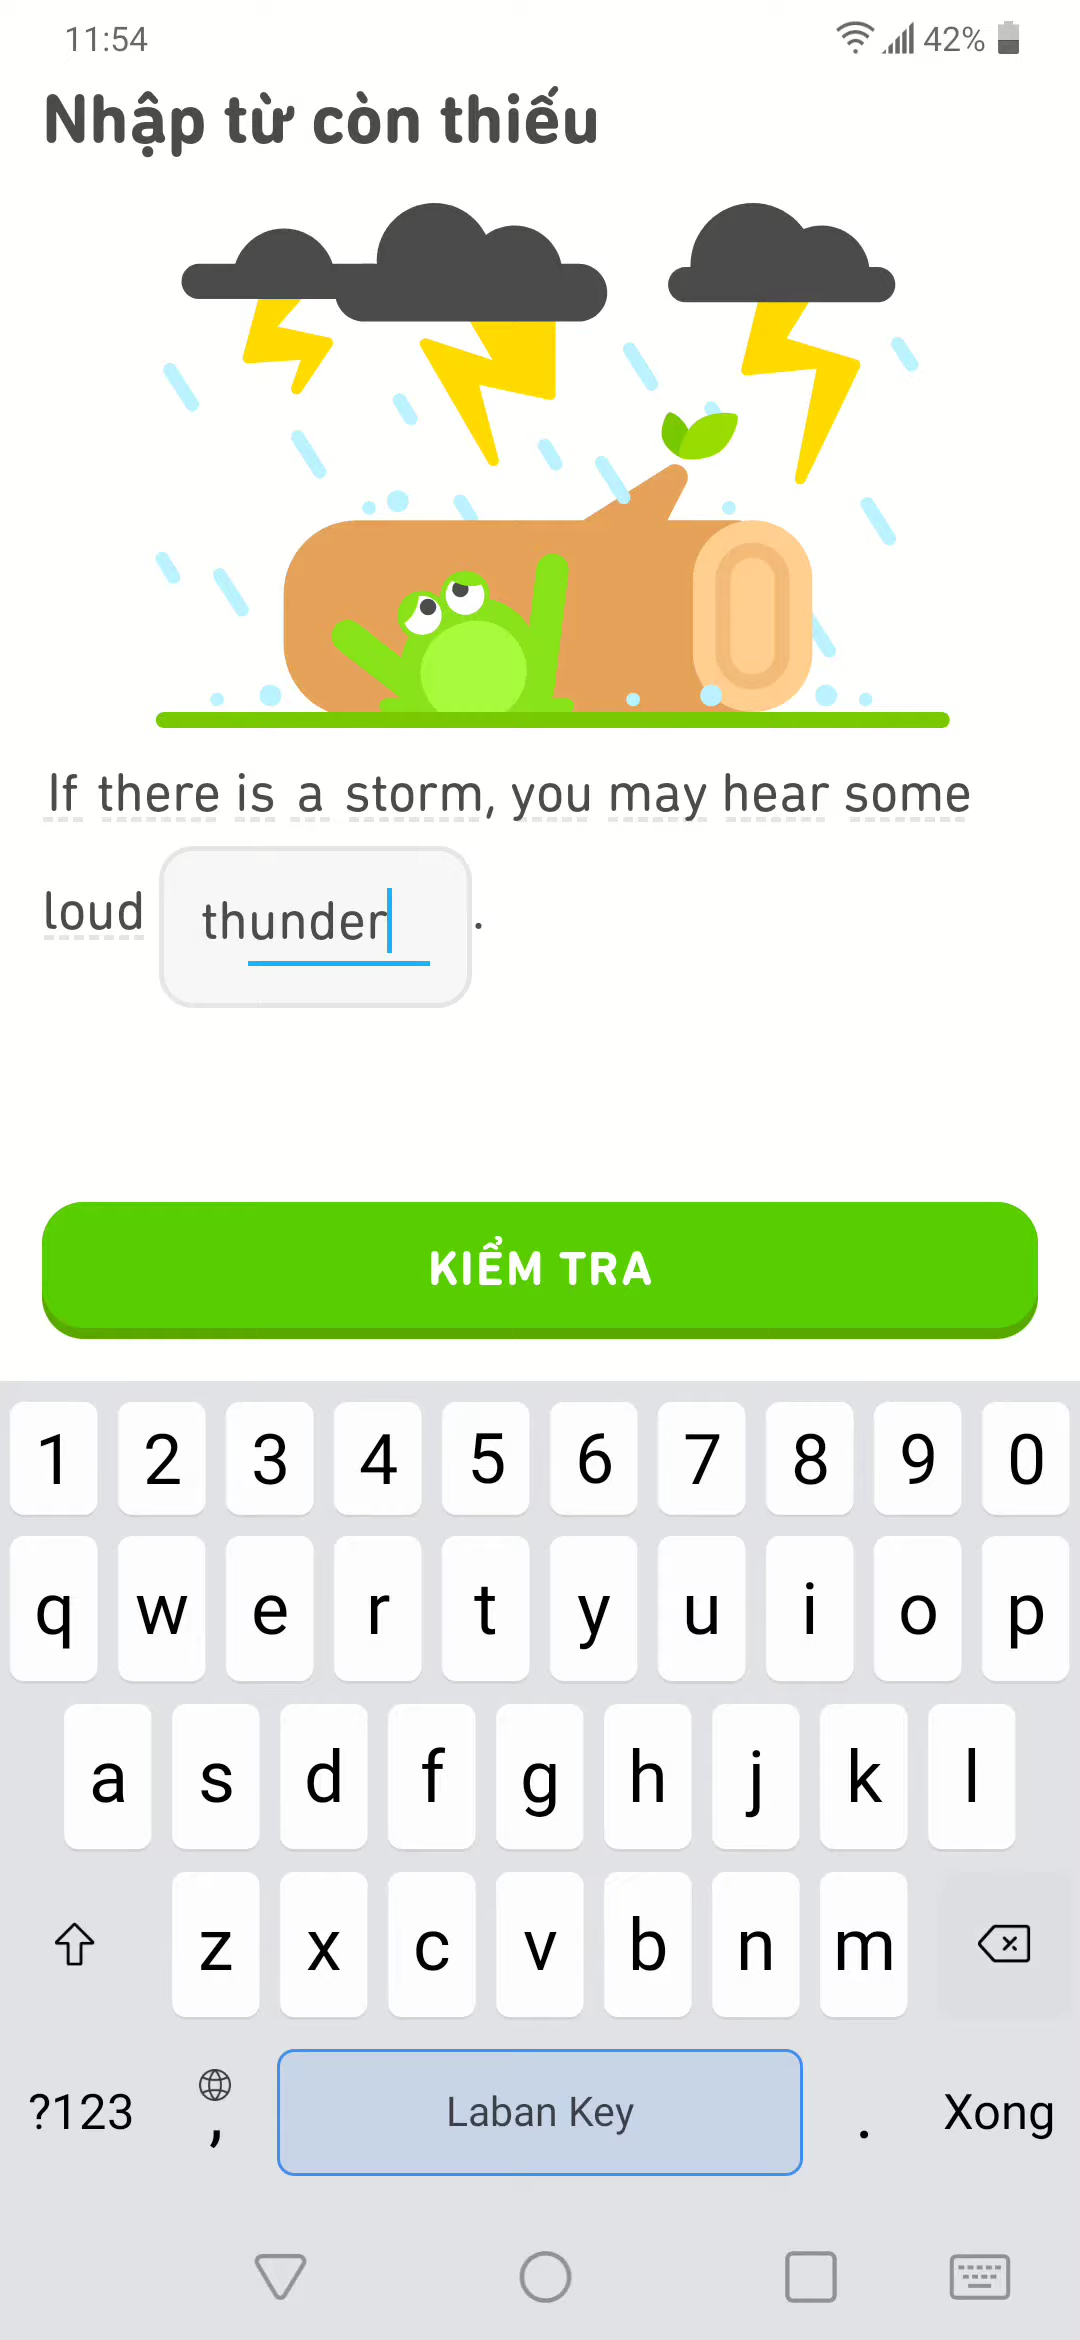 11:54
42%
Nhập từ còn thiếu
If there is a storm, you may hear some
loud thunder.
KIỂM TRA
1 2 3 4 5 6 7 8 9 0
q w e r t y u i o p
a s d f g h j k l
z x c v b n m
?123 , Laban Key . Xong